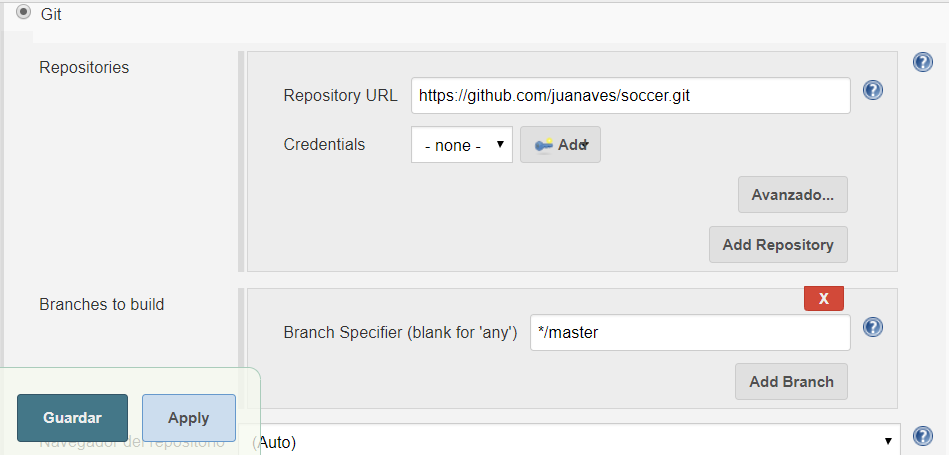 Git
Repositories
Repository URL https://github.com/juanaves/soccer.git
Credentials - none - Add
Avanzado...
Add Repository
Branches to build
X
Branch Specifier (blank for 'any') */master
Add Branch
Guardar Apply
Navegador del repositorio (Auto)